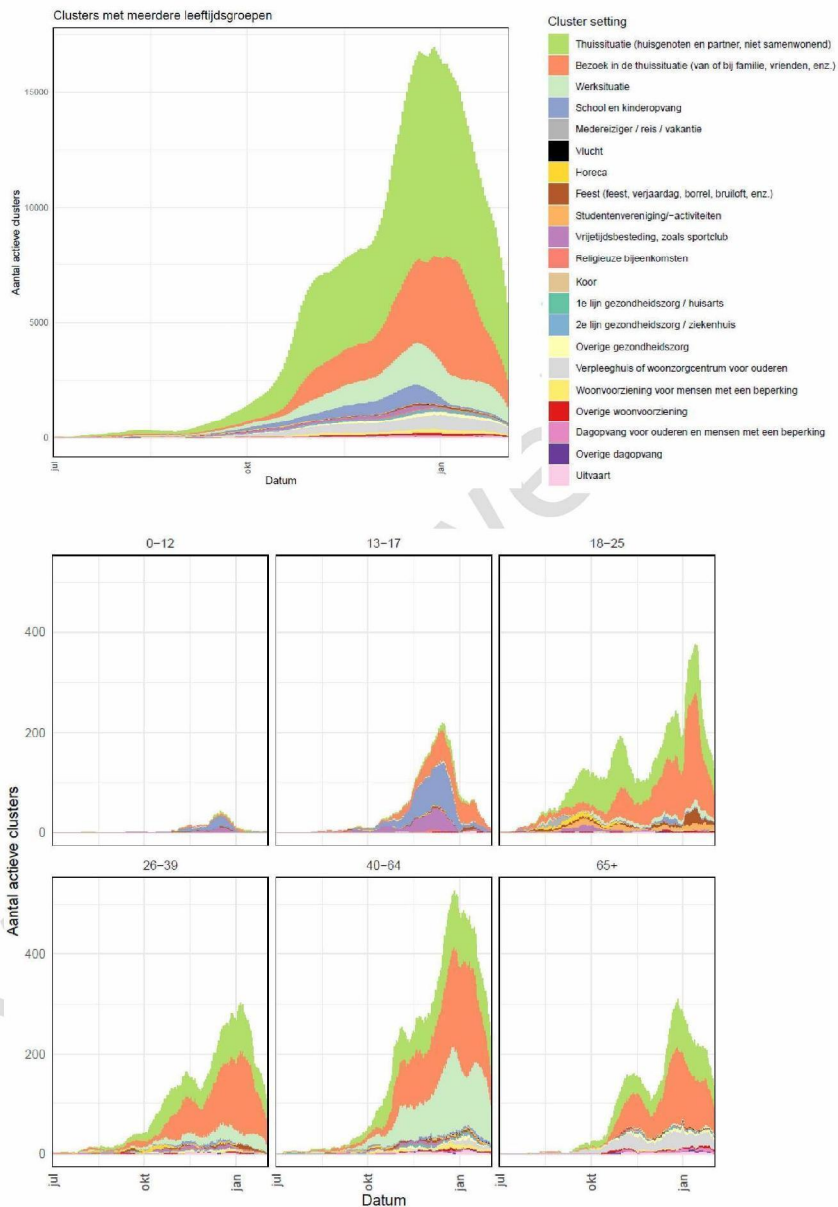 Clusters met meerdere leeftijdsgroepen
Aantal actieve clusters
15000
10000
5000
0
jul
okt
jan
Datum
Cluster setting
Thuissituatie (huisgenoten en partner, niet samenwonend)
Bezoek in de thuissituatie (van of bij familie, vrienden, enz.)
Werksituatie
School en kinderopvang
Medereiziger / reis / vakantie
Vlucht
Horeca
Feest (feest, verjaardag, borrel, bruiloft, enz.)
Studentenvereniging/-activiteiten
Vrijetijdsbesteding, zoals sportclub
Religieuze bijeenkomsten
Koor
1e lijn gezondheidszorg / huisarts
2e lijn gezondheidszorg / ziekenhuis
Overige gezondheidszorg
Verpleeghuis of woonzorgcentrum voor ouderen
Woonvoorziening voor mensen met een beperking
Overige woonvoorziening
Dagopvang voor ouderen en mensen met een beperking
Overige dagopvang
Uitvaart
Aantal actieve clusters
0-12
13-17
18-25
400
200
0
26-39
40-64
65+
400
200
0
jul
okt
jan
jul
okt
jan
jul
okt
jan
Datum